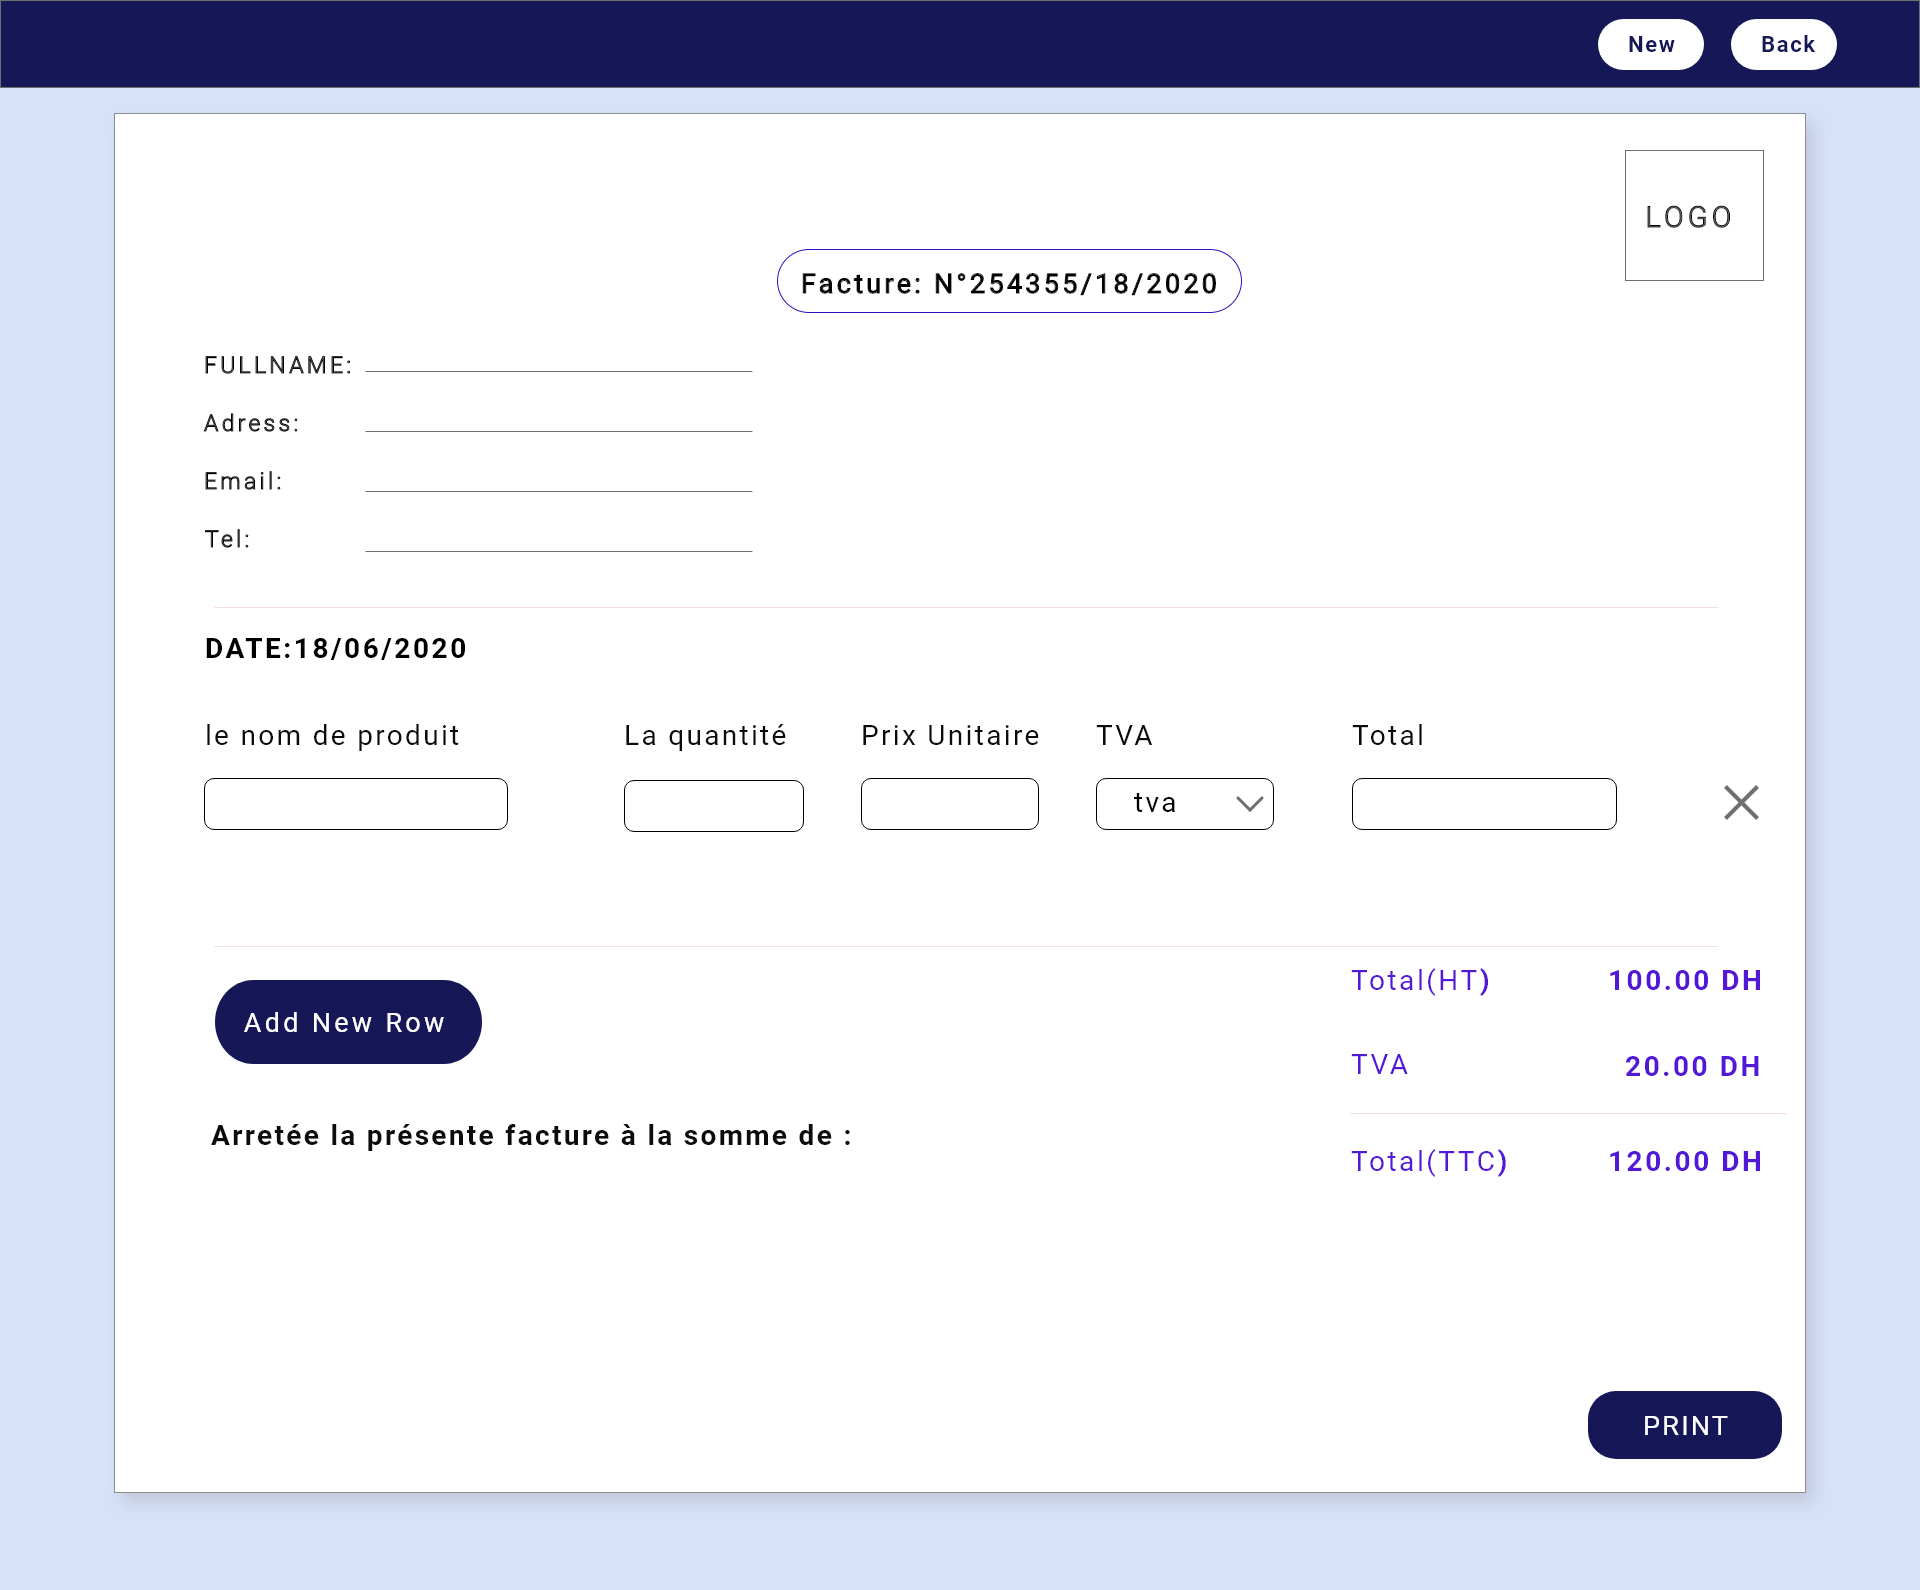 New Back
LOGO
Facture: N°254355/18/2020
FULLNAME:
Adress:
Email:
Tel:
DATE:18/06/2020
le nom de produit La quantité Prix Unitaire TVA Total
tva
Total(HT) 100.00 DH
Add New Row
TVA 20.00 DH
Arretée la présente facture à la somme de :
Total(TTC) 120.00 DH
PRINT